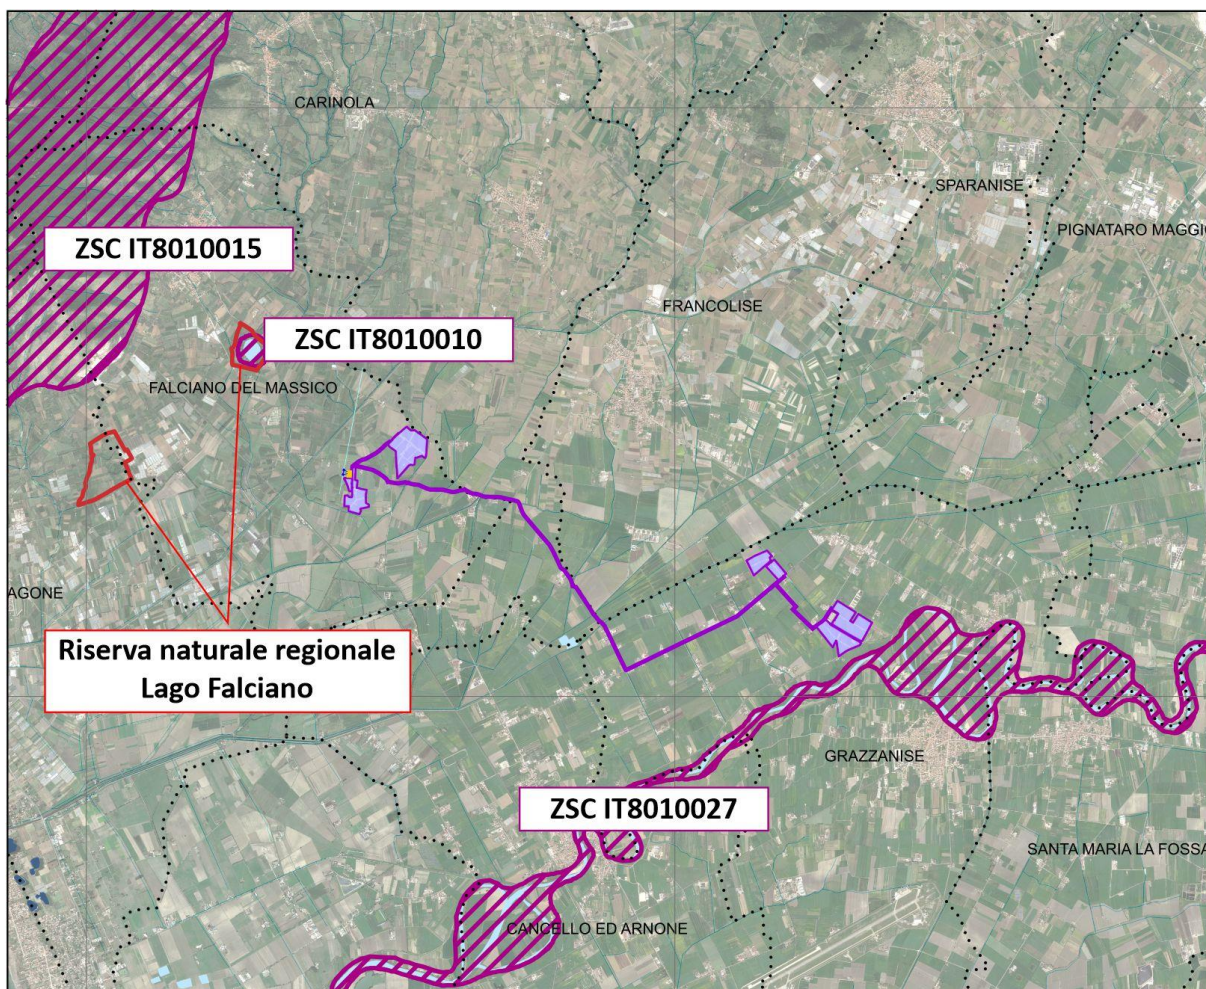 CARINOLA
SPARANISE
PIGNATARO MAGGIO
ZSC IT8010015
FRANCOLISE
ZSC IT8010010
FALCIANO DEL MASSICO
AGONE
Riserva naturale regionale
Lago Falciano
GRAZZANISE
ZSC IT8010027
SANTA MARIA LA FOSSA
CANCELLO ED ARNONE